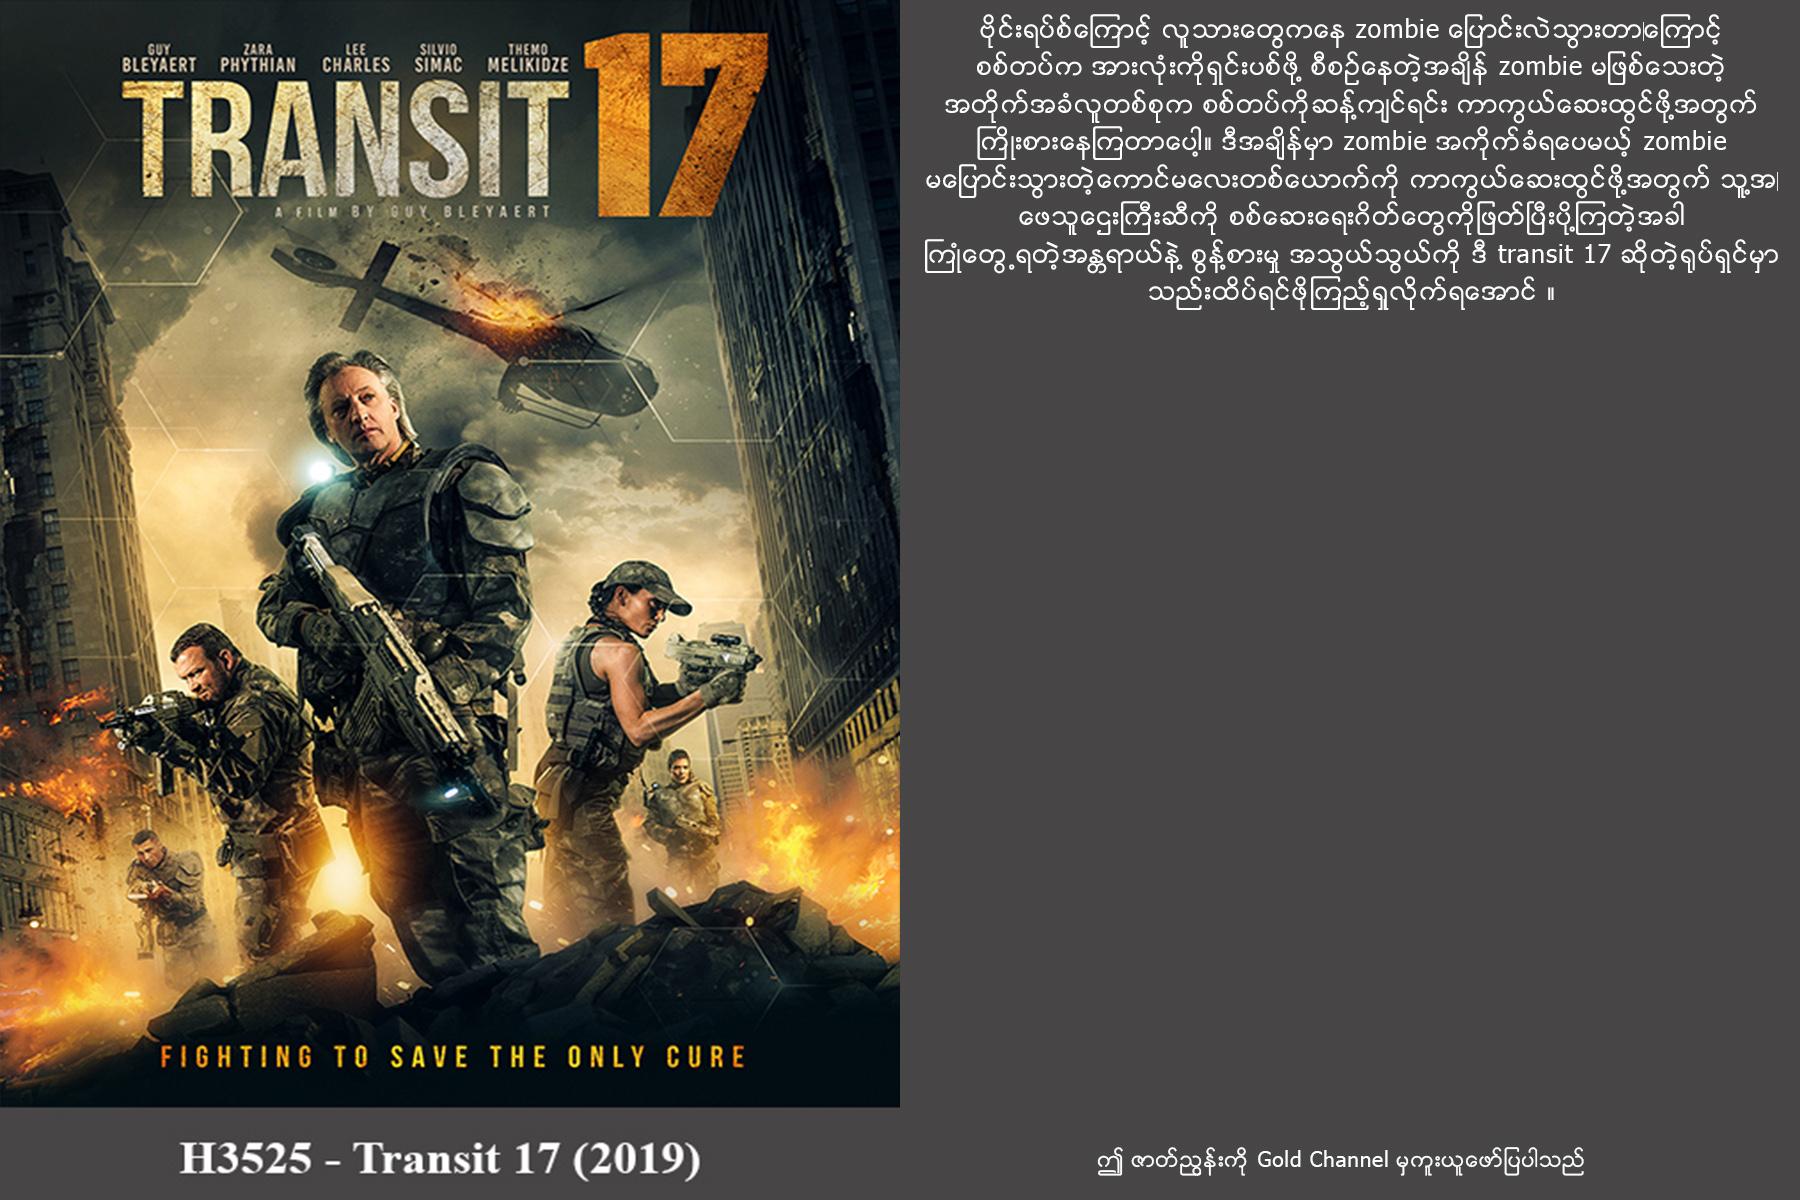 GUY BLEYAERT
ZARA PHYTHIAN
LEE CHARLES
SILVIO SIMAC
THEMO MELIKIDZE
TRANSIT 17
A FILM BY GUY BLEYAERT
FIGHTING TO SAVE THE ONLY CURE
H3525 - Transit 17 (2019)
ဗိုင်းရပ်စ်ကြောင့် လူသားတွေကနေ zombie ပြောင်းလဲသွားတာကြောင့်
စစ်တပ်က အားလုံးကိုရှင်းပစ်ဖို့ စီစဉ်နေတဲ့အချိန် zombie မဖြစ်သေးတဲ့
အတိုက်အခံလူတစ်စုက စစ်တပ်ကိုဆန့်ကျင်ရင်း ကာကွယ်ဆေးထွင်ဖို့အတွက်
ကြိုးစားနေကြတာပေါ့။ ဒီအချိန်မှာ zombie အကိုက်ခံရပေမယ့် zombie
မပြောင်းသွားတဲ့ကောင်မလေးတစ်ယောက်ကို ကာကွယ်ဆေးထွင်ဖို့အတွက် သူ့အ
ဖေသူဌေးကြီးဆီကို စစ်ဆေးရေးဂိတ်တွေကိုဖြတ်ပြီးပို့ကြတဲ့အခါ
ကြုံတွေ့ရတဲ့အန္တရာယ်နဲ့ စွန့်စားမှု အသွယ်သွယ်ကို ဒီ transit 17 ဆိုတဲ့ရုပ်ရှင်မှာ
သည်းထိပ်ရင်ဖိုကြည့်ရှုလိုက်ရအောင် ။
ဤ ဇာတ်ညွှန်းကို Gold Channel မှကူးယူဖော်ပြပါသည်